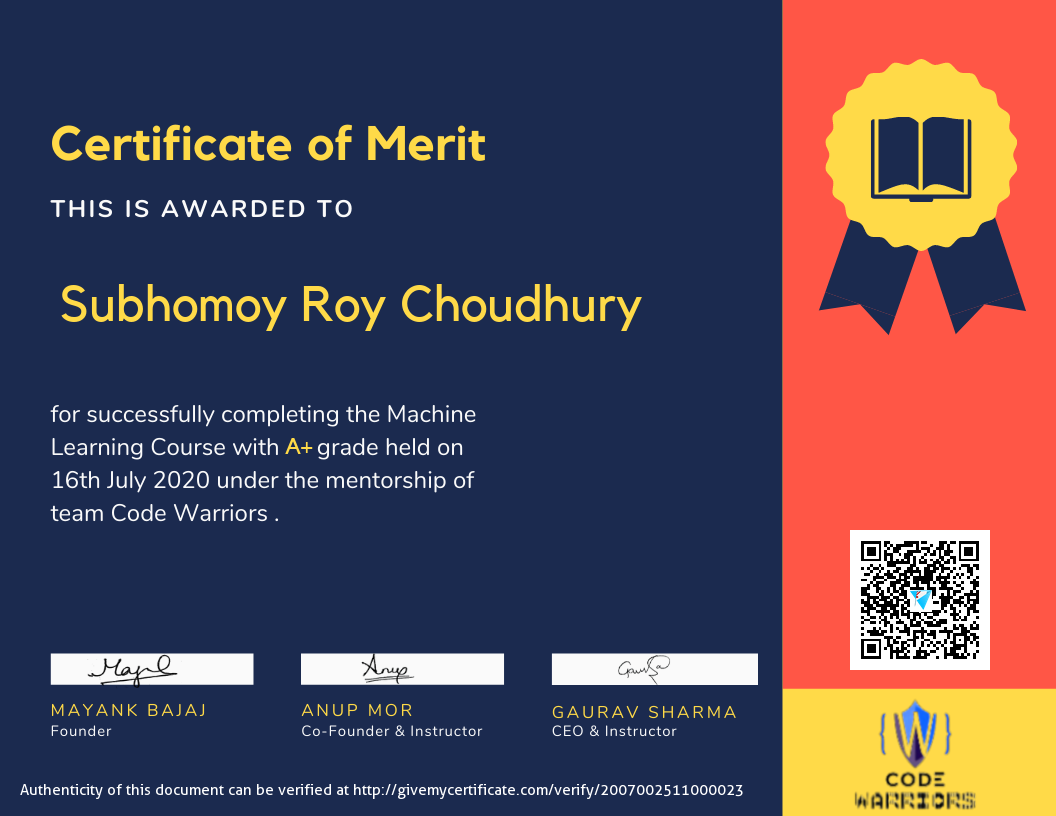 Certificate of Merit
THIS IS AWARDED TO
Subhomoy Roy Choudhury
for successfully completing the Machine
Learning Course with A+ grade held on
16th July 2020 under the mentorship of
team Code Warriors .
Mayank
Anup
MAYANK BAJAJ
Founder
ANUP MOR
Co-Founder & Instructor
GAURAV SHARMA
CEO & Instructor
Authenticity of this document can be verified at http://givemycertificate.com/verify/2007002511000023
W
CODE
WARRIORS